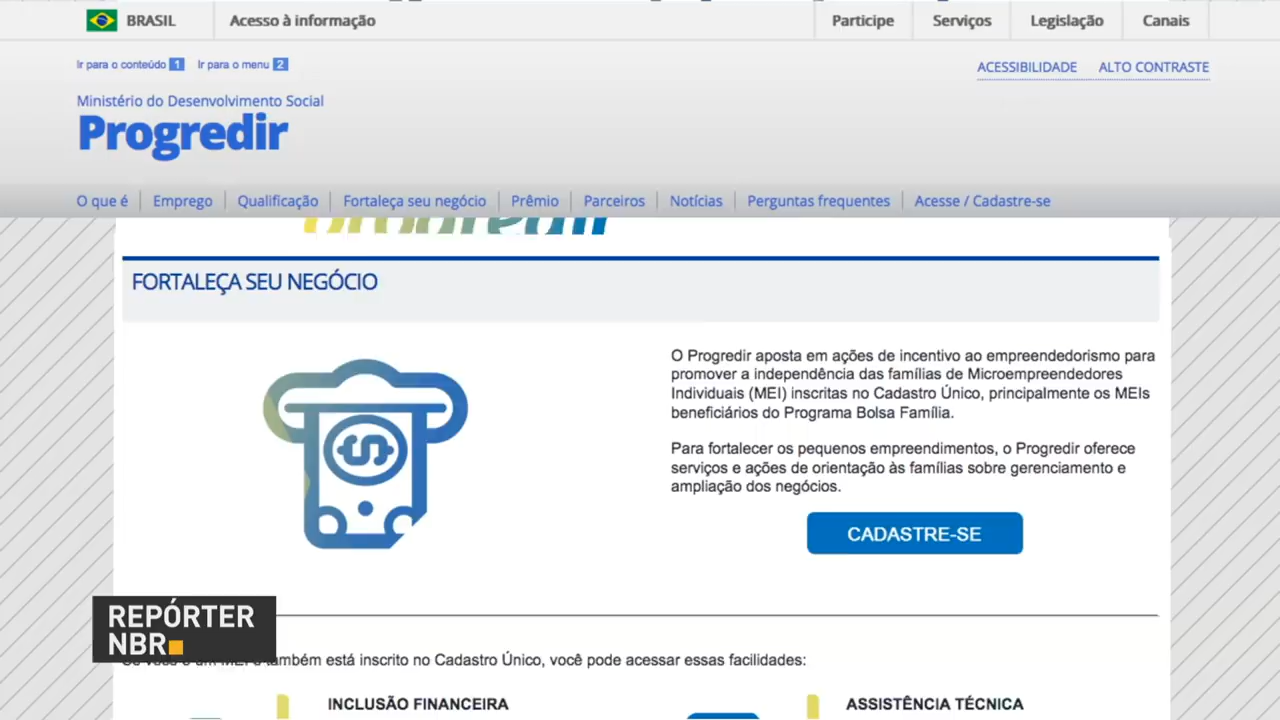 BRASIL
Acesso à informação
Participe
Serviços
Legislação
Canais
Ir para o conteúdo 1
Ir para o menu 2
ACESSIBILIDADE
ALTO CONTRASTE
Ministério do Desenvolvimento Social
Progredir
O que é
Emprego
Qualificação
Fortaleça seu negócio
Prêmio
Parceiros
Notícias
Perguntas frequentes
Acesse / Cadastre-se
FORTALEÇA SEU NEGÓCIO
O Progredir aposta em ações de incentivo ao empreendedorismo para
promover a independência das famílias de Microempreendedores
Individuais (MEI) inscritas no Cadastro Único, principalmente os MEIs
beneficiários do Programa Bolsa Família.
Para fortalecer os pequenos empreendimentos, o Progredir oferece
serviços e ações de orientação às famílias sobre gerenciamento e
ampliação dos negócios.
CADASTRE-SE
REPÓRTER
NBR
também está inscrito no Cadastro Único, você pode acessar essas facilidades:
INCLUSÃO FINANCEIRA
ASSISTÊNCIA TÉCNICA